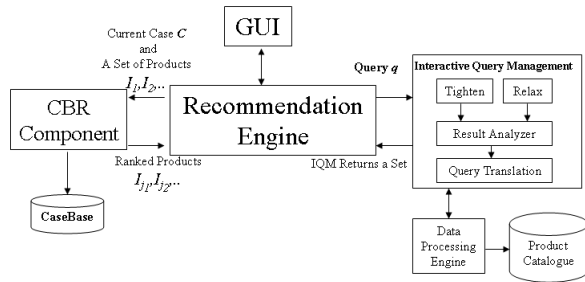 Current Case C
and
A Set of Products
I1,I2,..
GUI
Query q
Interactive Query Management
Tighten
Relax
Result Analyzer
Query Translation
CBR
Component
Recommendation
Engine
Ranked Products
Ij1,Ij2,..
IQM Returns a Set
CaseBase
Data
Processing
Engine
Product
Catalogue